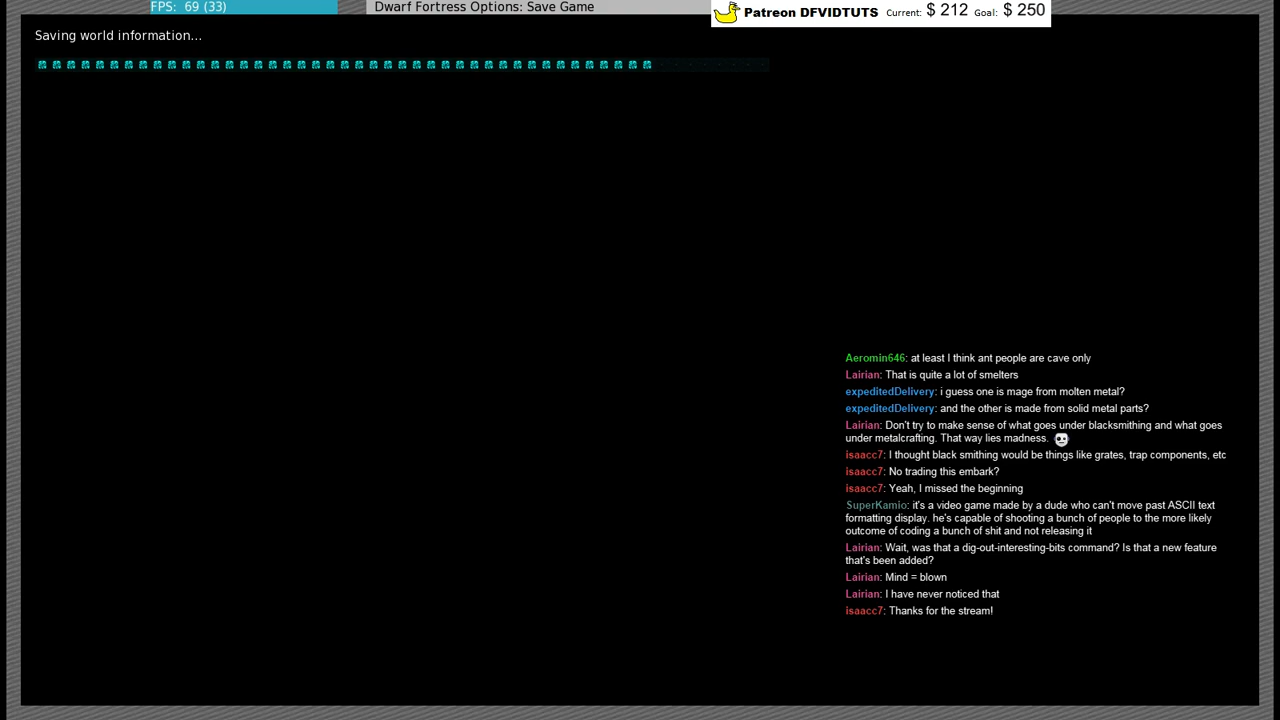 FPS: 69 (33)
Dwarf Fortress Options: Save Game
Patreon DFVIDTUTS Current: $ 212 Goal: $ 250
Saving world information...
Aeromin646: at least I think ant people are cave only
Lairian: That is quite a lot of smelters
expeditedDelivery: i guess one is mage from molten metal?
expeditedDelivery: and the other is made from solid metal parts?
Lairian: Don't try to make sense of what goes under blacksmithing and what goes
under metalcrafting. That way lies madness.
isaacc7: I thought black smithing would be things like grates, trap components, etc
isaacc7: No trading this embark?
isaacc7: Yeah, I missed the beginning
SuperKamio: it's a video game made by a dude who can't move past ASCII text
formatting display. he's capable of shooting a bunch of people to the more likely
outcome of coding a bunch of shit and not releasing it
Lairian: Wait, was that a dig-out-interesting-bits command? Is that a new feature
that's been added?
Lairian: Mind = blown
Lairian: I have never noticed that
isaacc7: Thanks for the stream!